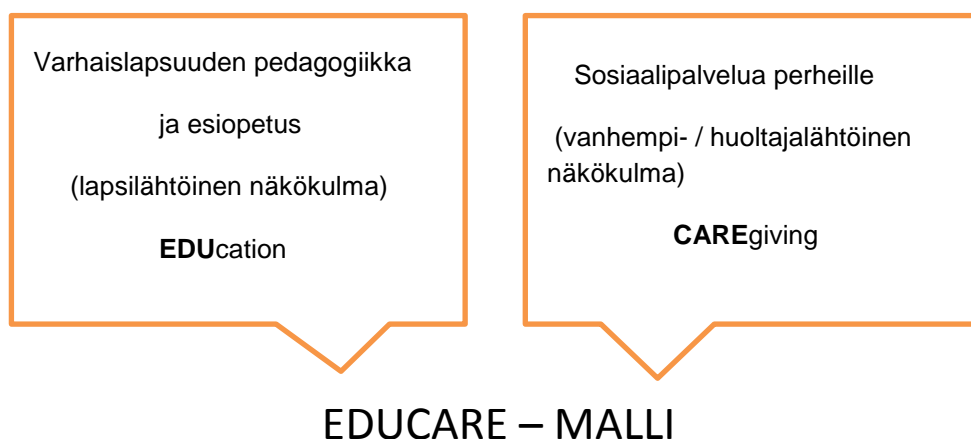 Varhaislapsuuden pedagogiikka
ja esiopetus
(lapsilähtöinen näkökulma)
EDUcation
Sosiaalipalvelua perheille
(vanhempi- / huoltajalähtöinen
näkökulma)
CAREgiving
EDUCARE – MALLI